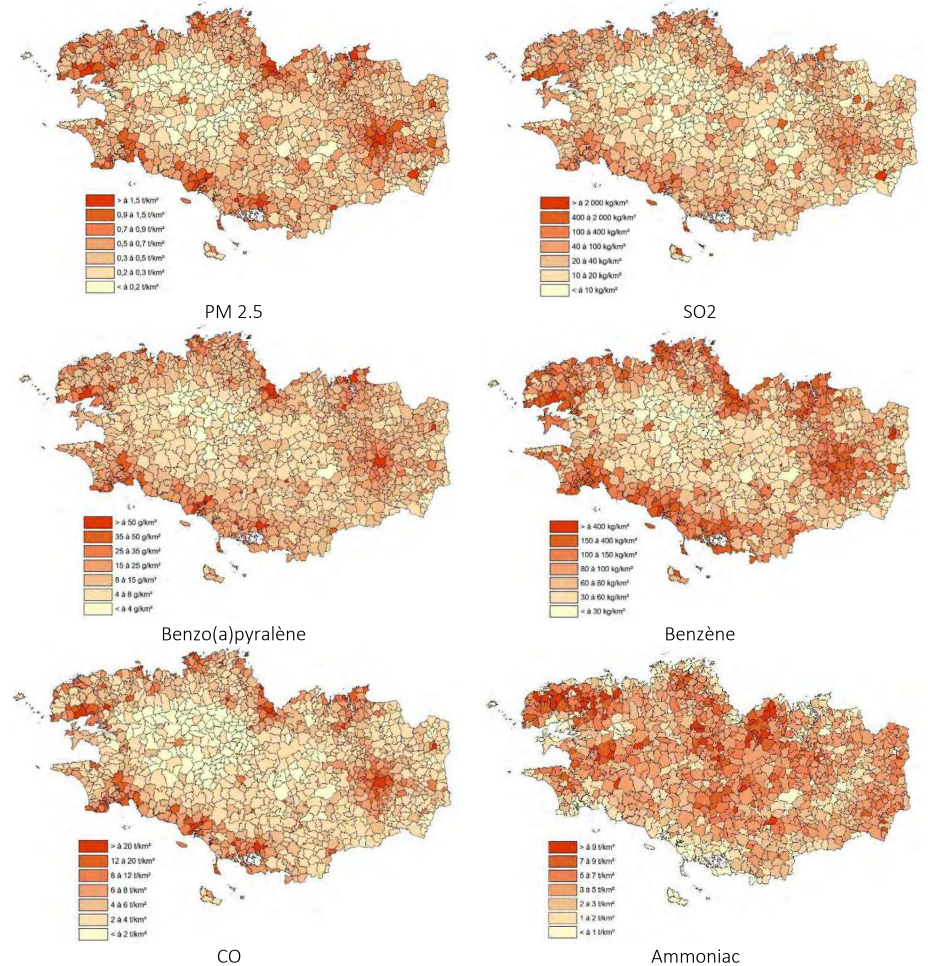 > à 1,5 t/km²
0,9 à 1,5 t/km²
0,7 à 0,9 t/km²
0,5 à 0,7 t/km²
0,3 à 0,5 t/km²
0,2 à 0,3 t/km²
< à 0,2 t/km²
PM 2.5
> à 2 000 kg/km²
400 à 2 000 kg/km²
100 à 400 kg/km²
40 à 100 kg/km²
20 à 40 kg/km²
10 à 20 kg/km²
< à 10 kg/km²
SO2
> à 50 g/km²
35 à 50 g/km²
25 à 35 g/km²
15 à 25 g/km²
8 à 15 g/km²
4 à 8 g/km²
< à 4 g/km²
Benzo(a)pyralène
> à 400 kg/km²
150 à 400 kg/km²
100 à 150 kg/km²
80 à 100 kg/km²
60 à 80 kg/km²
30 à 60 kg/km²
< à 30 kg/km²
Benzène
> à 20 t/km²
12 à 20 t/km²
8 à 12 t/km²
6 à 8 t/km²
4 à 6 t/km²
2 à 4 t/km²
< à 2 t/km²
CO
> à 9 t/km²
7 à 9 t/km²
5 à 7 t/km²
3 à 5 t/km²
2 à 3 t/km²
1 à 2 t/km²
< à 1 t/km²
Ammoniac